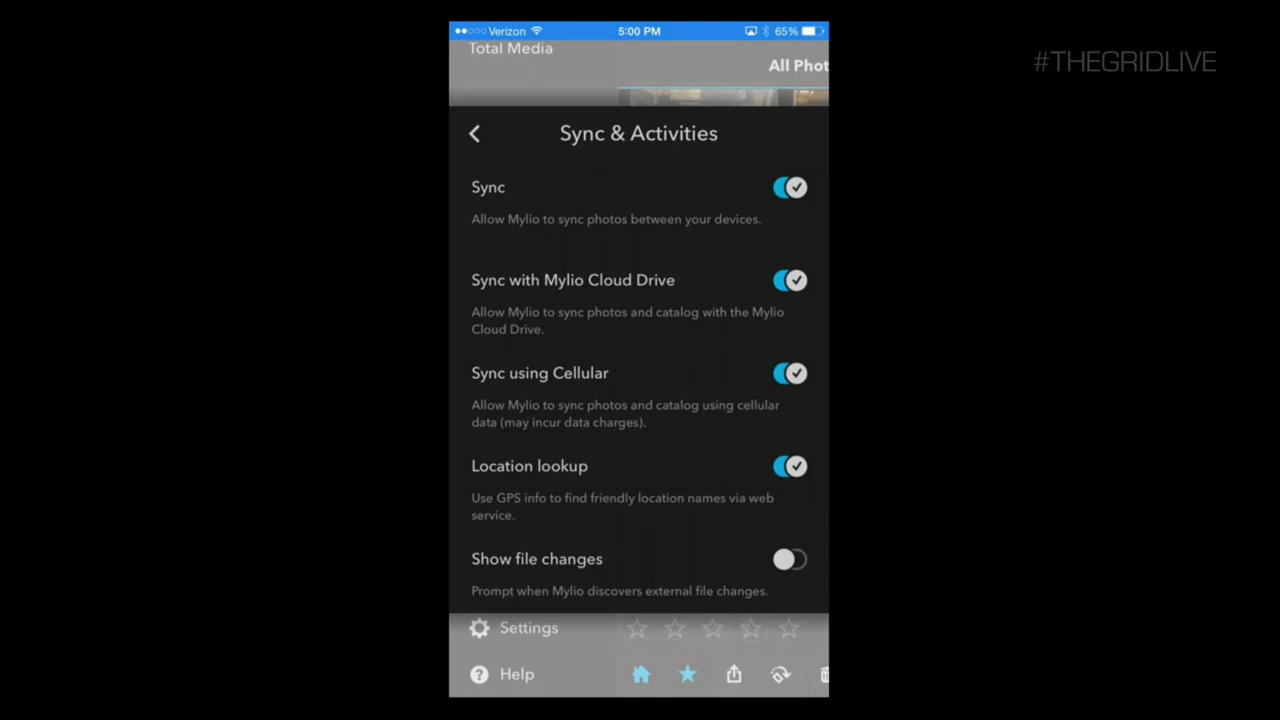 Verizon 5:00 PM 65%
Total Media
All Phot
#THEGRIDLIVE
Sync & Activities
Sync
Allow Mylio to sync photos between your devices.
Sync with Mylio Cloud Drive
Allow Mylio to sync photos and catalog with the Mylio
Cloud Drive.
Sync using Cellular
Allow Mylio to sync photos and catalog using cellular
data (may incur data charges).
Location lookup
Use GPS info to find friendly location names via web
service.
Show file changes
Prompt when Mylio discovers external file changes.
Settings
? Help